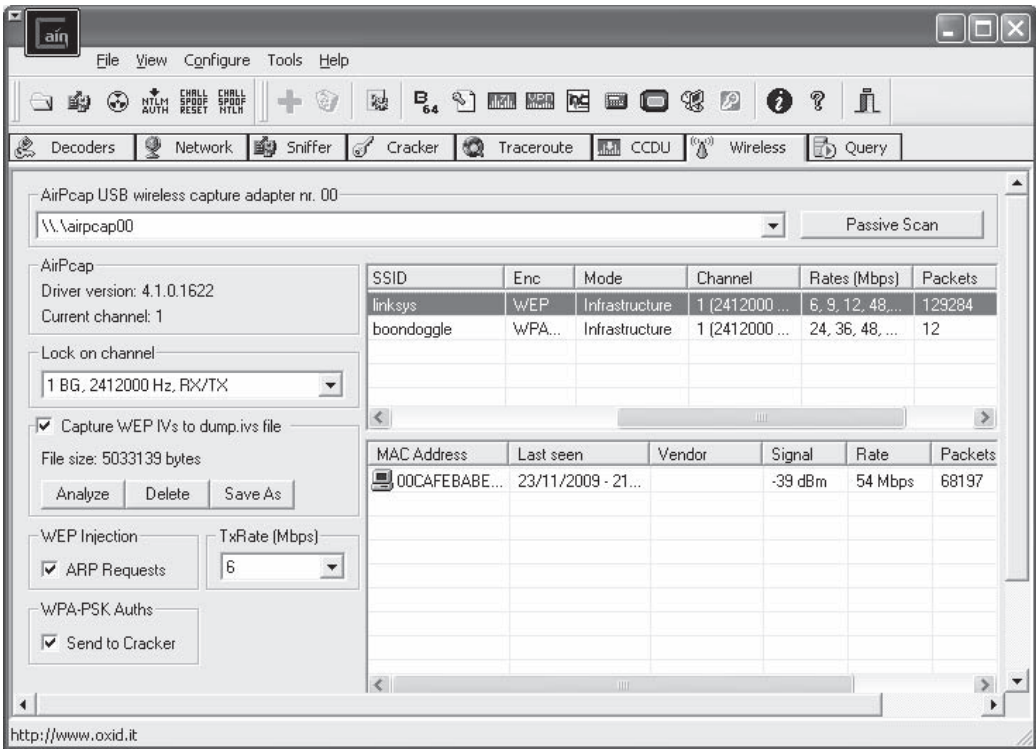 aín
File View Configure Tools Help
NTLM AUTH
CHALL SPOOF RESET
CHALL SPOOF NTLM
B64
Decoders Network Sniffer Cracker Traceroute CCDU Wireless Query
AirPcap USB wireless capture adapter nr. 00
\\.\airpcap00
Passive Scan
AirPcap
Driver version: 4.1.0.1622
Current channel: 1
Lock on channel
1 BG, 2412000 Hz, RX/TX
Capture WEP IVs to dump.ivs file
File size: 5033139 bytes
Analyze Delete Save As
WEP Injection
ARP Requests
TxRate (Mbps)
6
WPA-PSK Auths
Send to Cracker
SSID Enc Mode Channel Rates (Mbps) Packets
linksys WEP Infrastructure 1 (2412000 ... 6, 9, 12, 48,... 129284
boondoggle WPA... Infrastructure 1 (2412000 ... 24, 36, 48, ... 12
MAC Address Last seen Vendor Signal Rate Packets
00CAFEBABE... 23/11/2009 - 21... -39 dBm 54 Mbps 68197
http://www.oxid.it